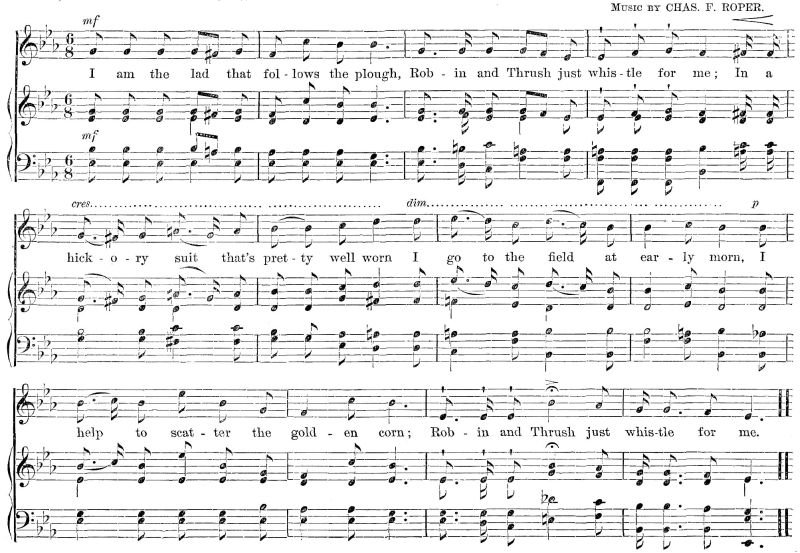 Music by CHAS. F. ROPER.
mf
I am the lad that fol - lows the plough, Rob - in and Thrush just whis - tle for me; In a
mf
cres. dim. p
hick - o - ry suit that's pret - ty well worn I go to the field at ear - ly morn, I
help to scat - ter the gold - en corn; Rob - in and Thrush just whis-tle for me.